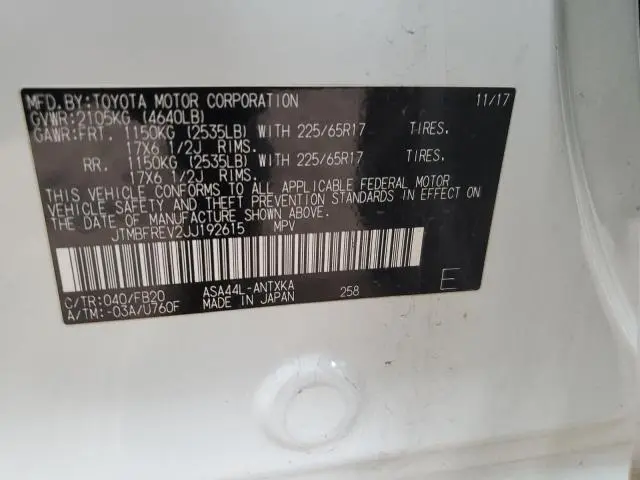 MFD.BY:TOYOTA MOTOR CORPORATION 11/17
GVWR:2105KG (4640LB)
GAWR:FRT. 1150KG (2535LB) WITH 225/65R17 TIRES.
17X6 1/2J RIMS.
RR. 1150KG (2535LB) WITH 225/65R17 TIRES.
17X6 1/2J RIMS.
THIS VEHICLE CONFORMS TO ALL APPLICABLE FEDERAL MOTOR
VEHICLE SAFETY AND THEFT PREVENTION STANDARDS IN EFFECT ON
THE DATE OF MANUFACTURE SHOWN ABOVE.
JTMBFREV2JJ192615 MPV
C/TR:040/FB20 ASA44L-ANTXKA 258 E
A/TM:-03A/U760F MADE IN JAPAN